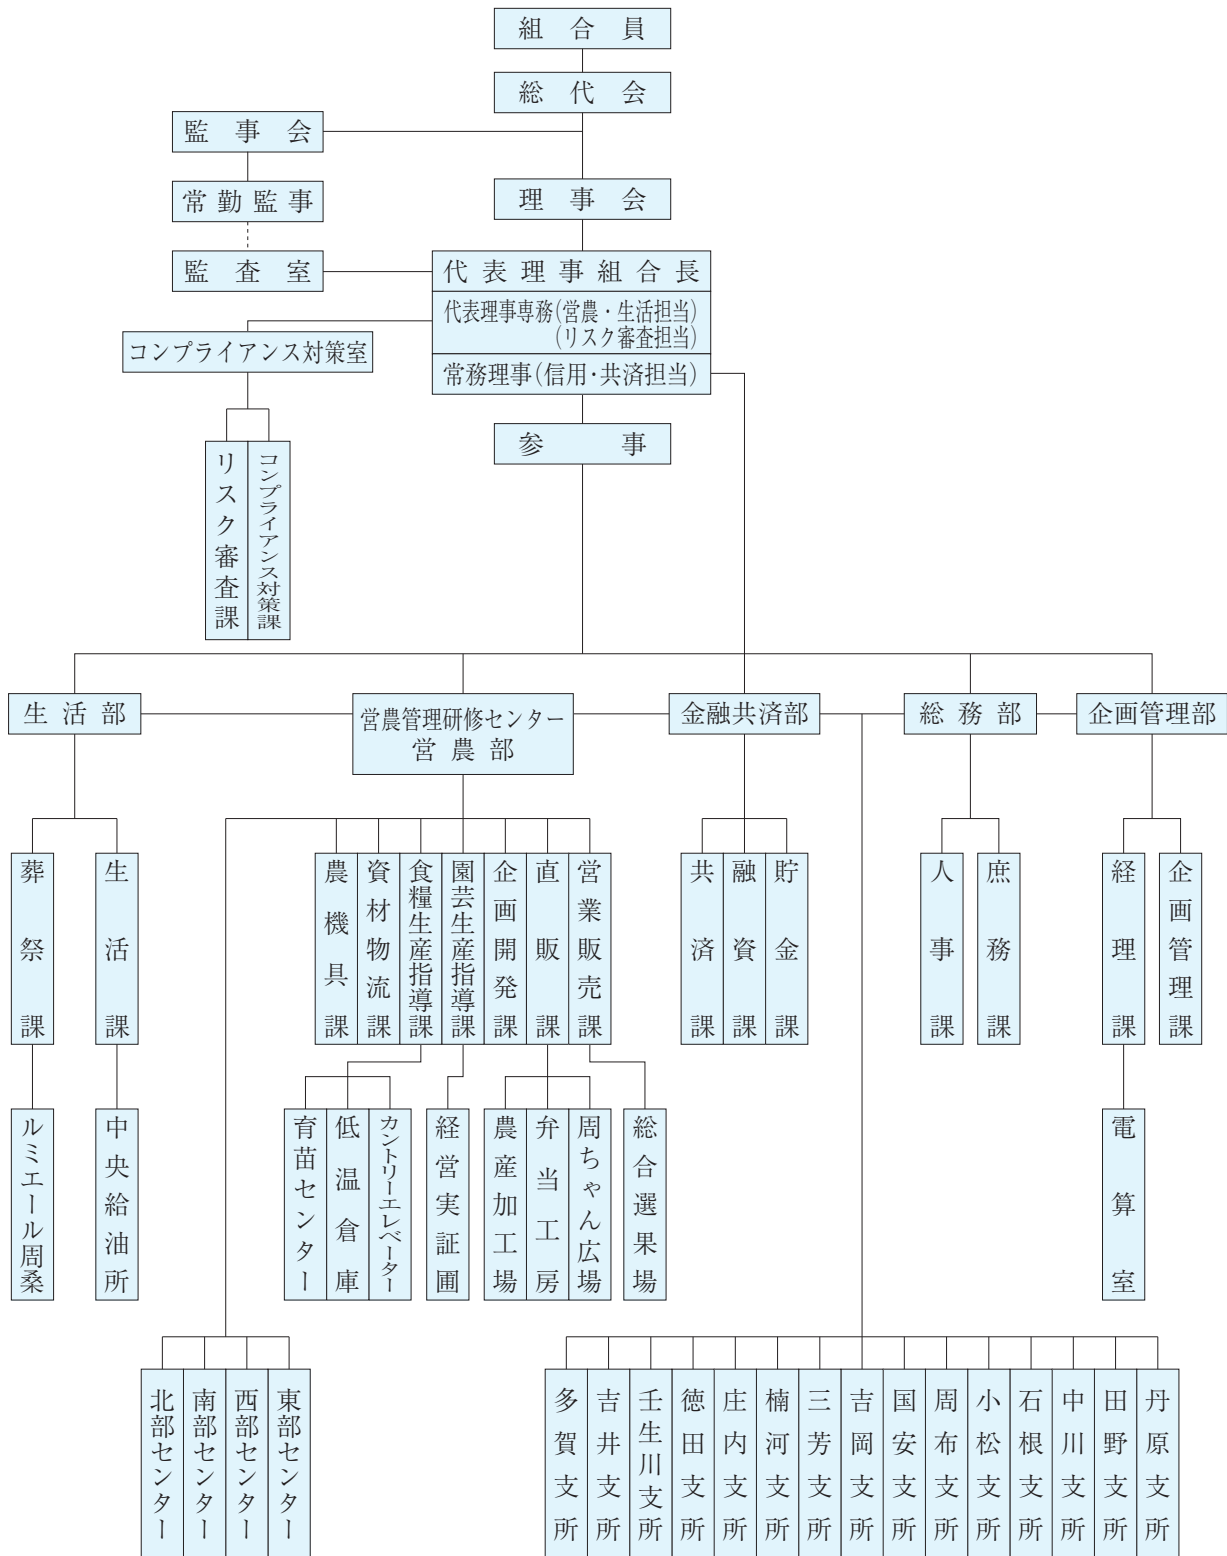 組合員
総代会
監事会
常勤監事
理事会
監査室
代表理事組合長
代表理事専務(営農・生活担当)
(リスク審査担当)
常務理事(信用・共済担当)
コンプライアンス対策室
参事
リスク審査課
コンプライアンス対策課
生活部
営農管理研修センター
営農部
金融共済部
総務部
企画管理部
葬祭課
生活課
農機具課
資材物流課
食糧生産指導課
園芸生産指導課
企画開発課
直販課
営業販売課
共済課
融資課
貯金課
人事課
庶務課
経理課
企画管理課
ルミエール周桑
中央給油所
育苗センター
低温倉庫
カントリーエレベーター
経営実証圃
農産加工場
弁当工房
周ちゃん広場
総合選果場
電算室
北部センター
南部センター
西部センター
東部センター
多賀支所
吉井支所
壬生川支所
徳田支所
庄内支所
楠河支所
三芳支所
吉岡支所
国安支所
周布支所
小松支所
石根支所
中川支所
田野支所
丹原支所